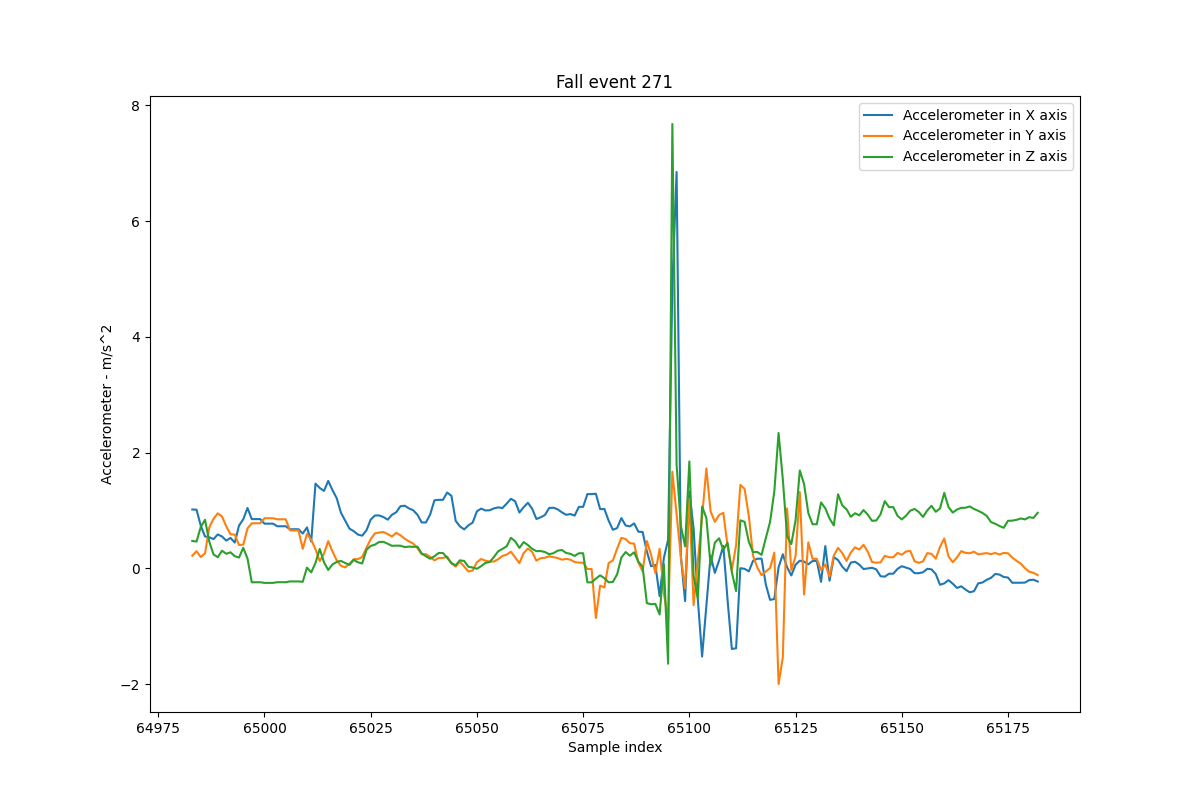 Fall event 271
Accelerometer in X axis
Accelerometer in Y axis
Accelerometer in Z axis
Accelerometer - m/s^2
8
6
4
2
0
−2
64975 65000 65025 65050 65075 65100 65125 65150 65175
Sample index